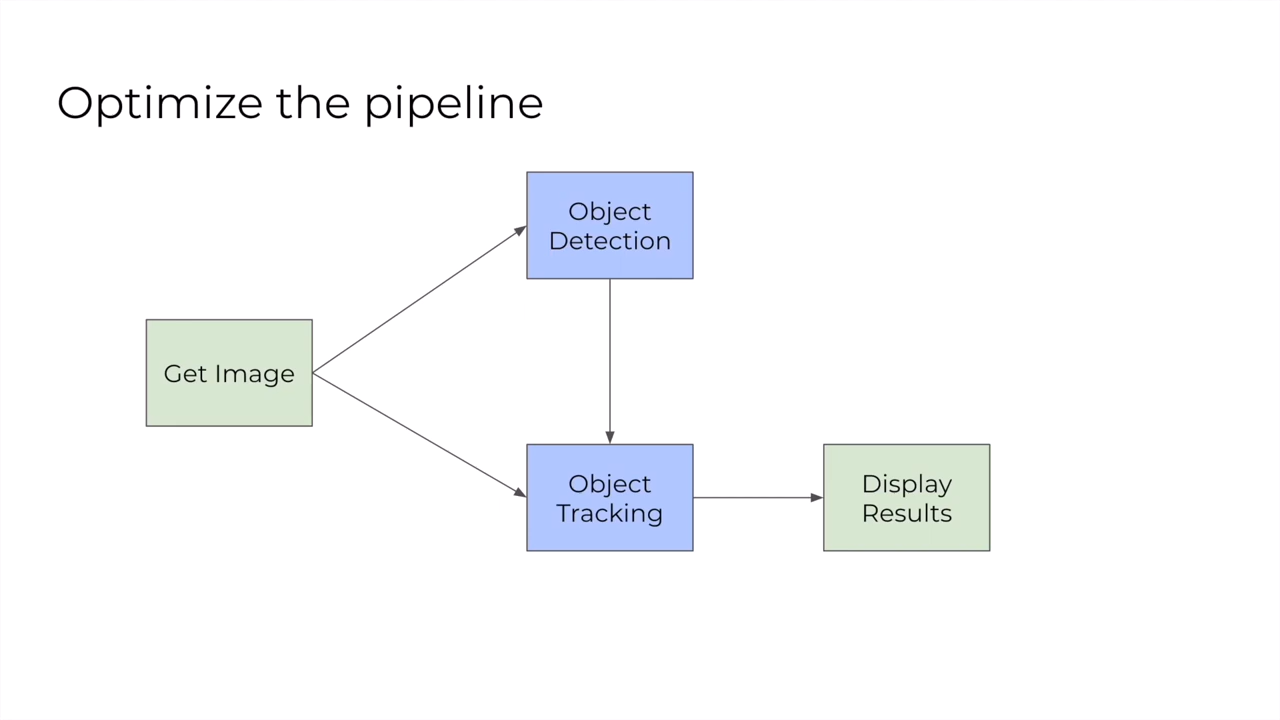 Optimize the pipeline
Object
Detection
Get Image
Object
Tracking
Display
Results